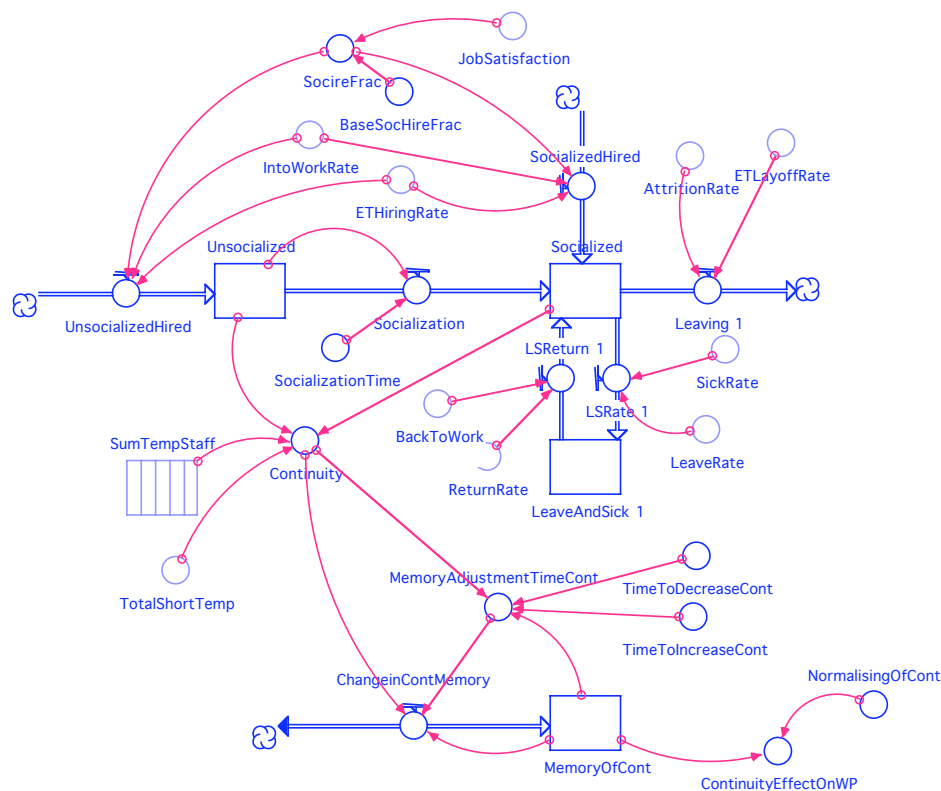 JobSatisfaction
SocireFrac
BaseSocHireFrac
SocializedHired
IntoWorkRate
ETLayoffRate
AttritionRate
ETHiringRate
Unsocialized
Socialized
UnsocializedHired
Socialization
Leaving 1
LSReturn 1
SocializationTime
SickRate
LSRate 1
BackToWork
SumTempStaff
LeaveRate
Continuity
ReturnRate
LeaveAndSick 1
MemoryAdjustmentTimeCont
TimeToDecreaseCont
TotalShortTemp
TimeToIncreaseCont
NormalisingOfCont
ChangeinContMemory
MemoryOfCont
ContinuityEffectOnWP